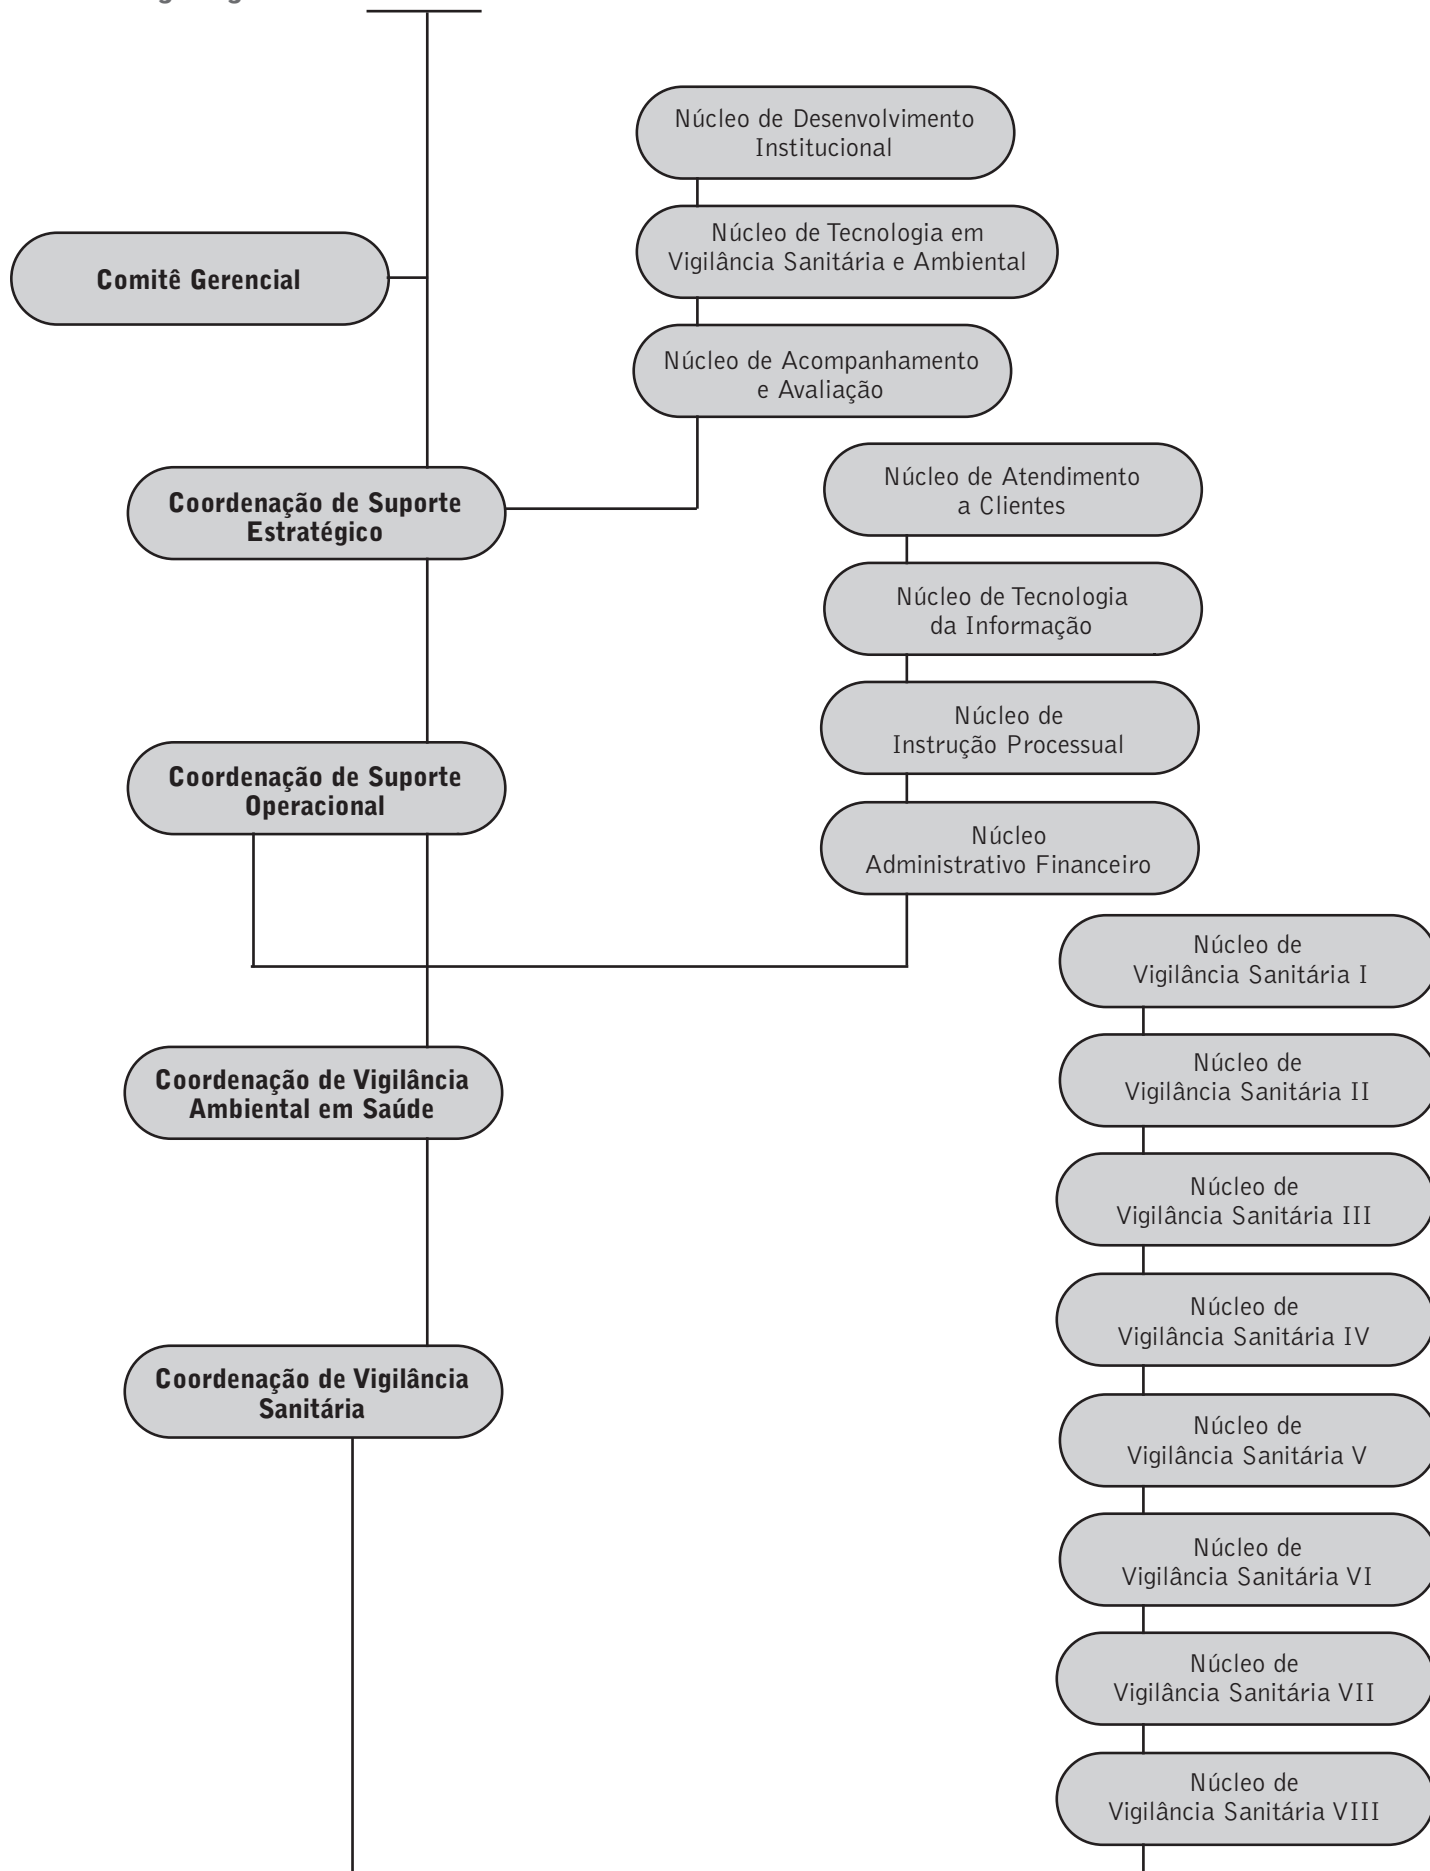 Núcleo de Desenvolvimento
Institucional
Núcleo de Tecnologia em
Vigilância Sanitária e Ambiental
Comitê Gerencial
Núcleo de Acompanhamento
e Avaliação
Núcleo de Atendimento
a Clientes
Coordenação de Suporte
Estratégico
Núcleo de Tecnologia
da Informação
Núcleo de
Instrução Processual
Coordenação de Suporte
Operacional
Núcleo
Administrativo Financeiro
Núcleo de
Vigilância Sanitária I
Núcleo de
Vigilância Sanitária II
Coordenação de Vigilância
Ambiental em Saúde
Núcleo de
Vigilância Sanitária III
Núcleo de
Vigilância Sanitária IV
Coordenação de Vigilância
Sanitária
Núcleo de
Vigilância Sanitária V
Núcleo de
Vigilância Sanitária VI
Núcleo de
Vigilância Sanitária VII
Núcleo de
Vigilância Sanitária VIII